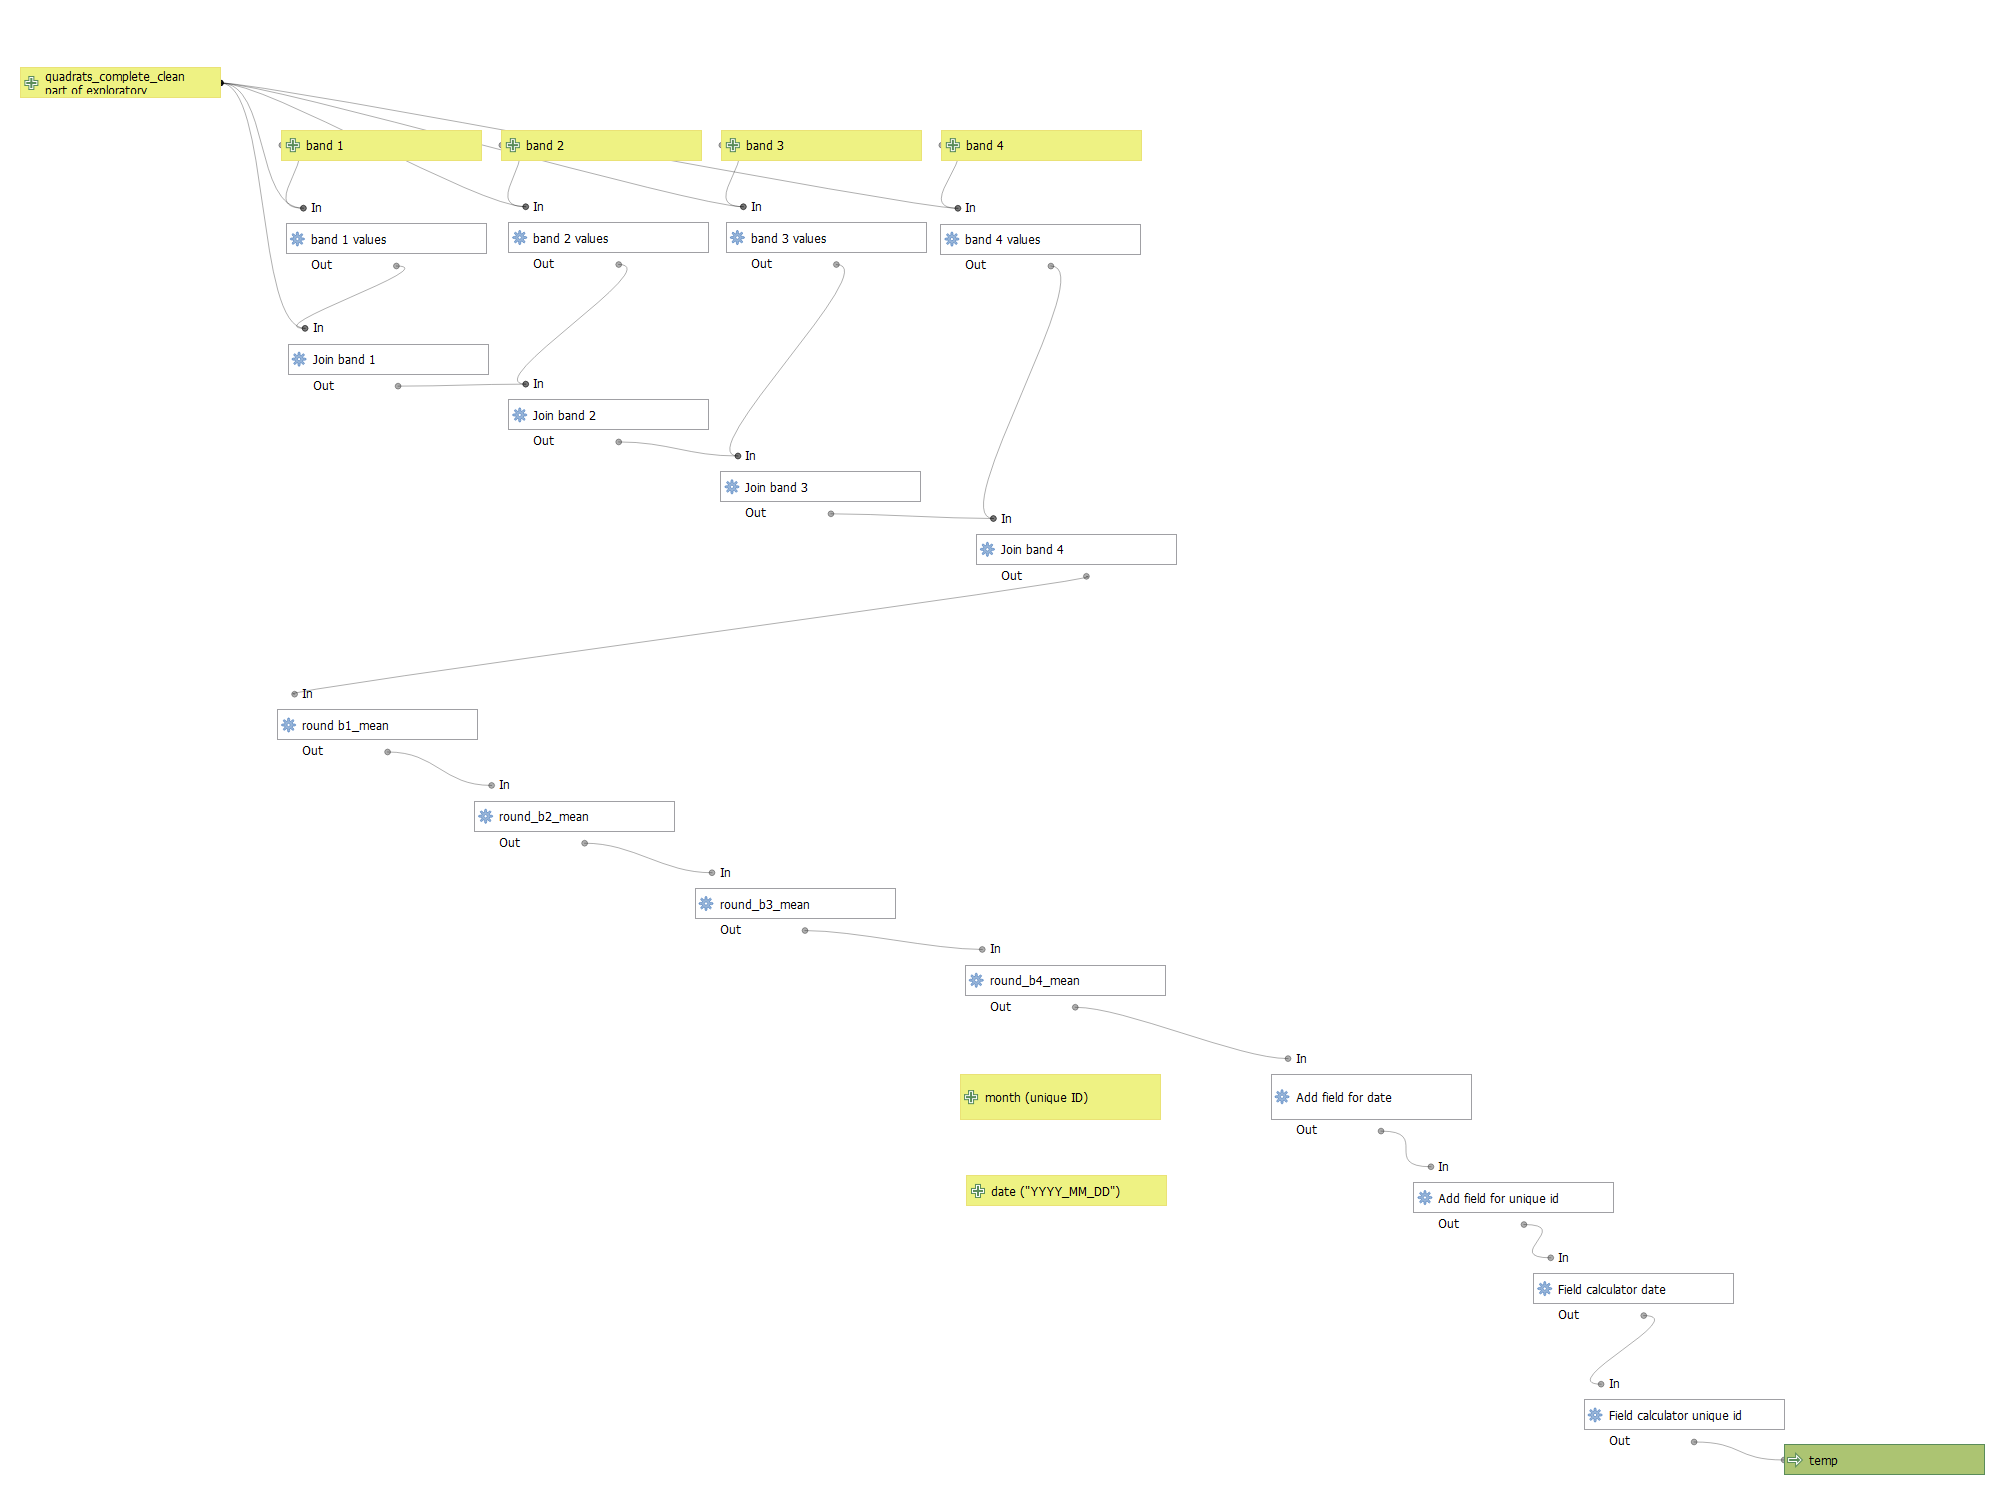 quadrats_complete_clean
part of exploratory
band 1
band 2
band 3
band 4
In
In
In
In
band 1 values
band 2 values
band 3 values
band 4 values
Out
Out
Out
Out
In
Join band 1
Out
In
Join band 2
Out
In
Join band 3
Out
In
Join band 4
Out
In
round b1_mean
Out
In
round_b2_mean
Out
In
round_b3_mean
Out
In
round_b4_mean
Out
In
month (unique ID)
Add field for date
Out
In
date ("YYYY_MM_DD")
Add field for unique id
Out
In
Field calculator date
Out
In
Field calculator unique id
Out
temp